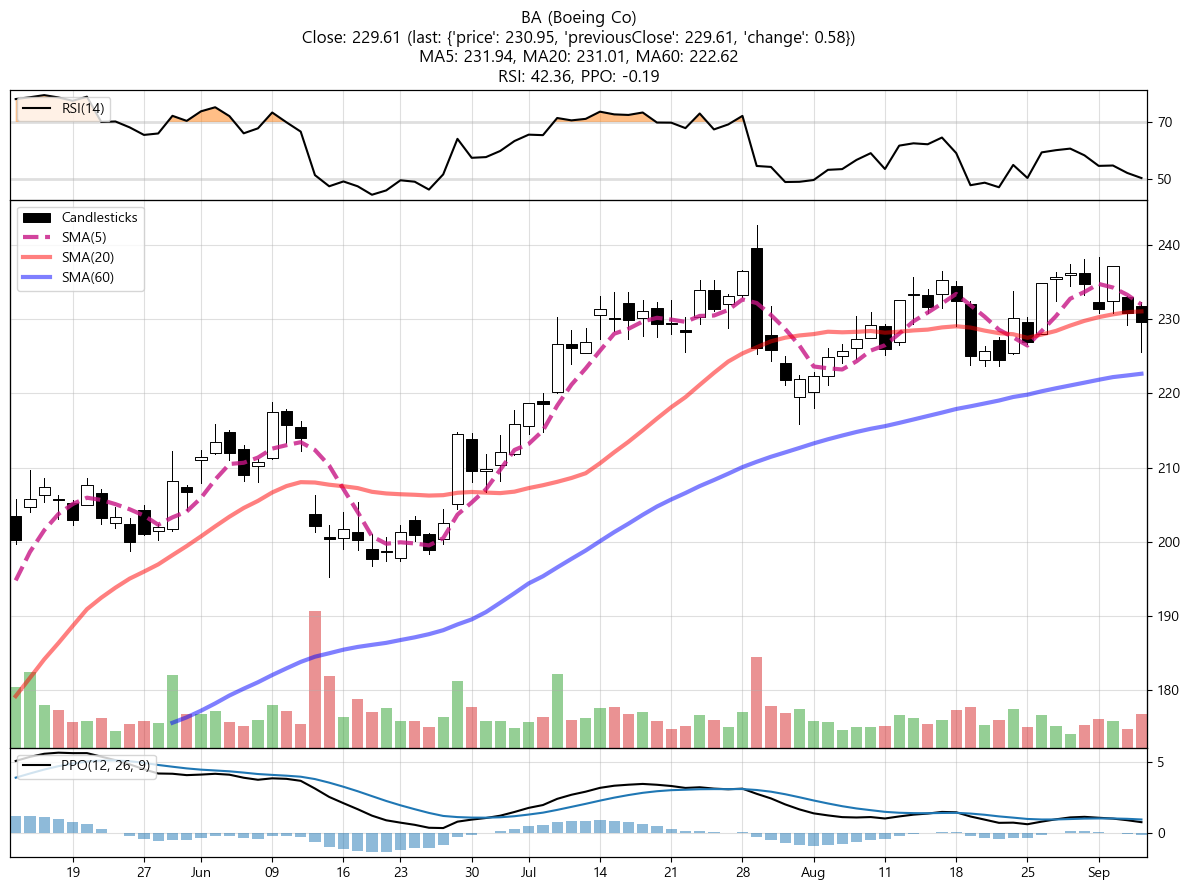 BA (Boeing Co)
Close: 229.61 (last: {'price': 230.95, 'previousClose': 229.61, 'change': 0.58})
MA5: 231.94, MA20: 231.01, MA60: 222.62
RSI: 42.36, PPO: -0.19
RSI(14)
70
50
Candlesticks
SMA(5)
SMA(20)
SMA(60)
240
230
220
210
200
190
180
PPO(12, 26, 9)
5
0
19 27 Jun 09 16 23 30 Jul 14 21 28 Aug 11 18 25 Sep